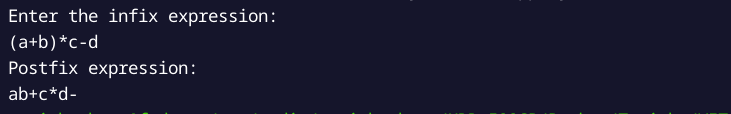 Enter the infix expression:
(a+b)*c-d
Postfix expression:
ab+c*d-